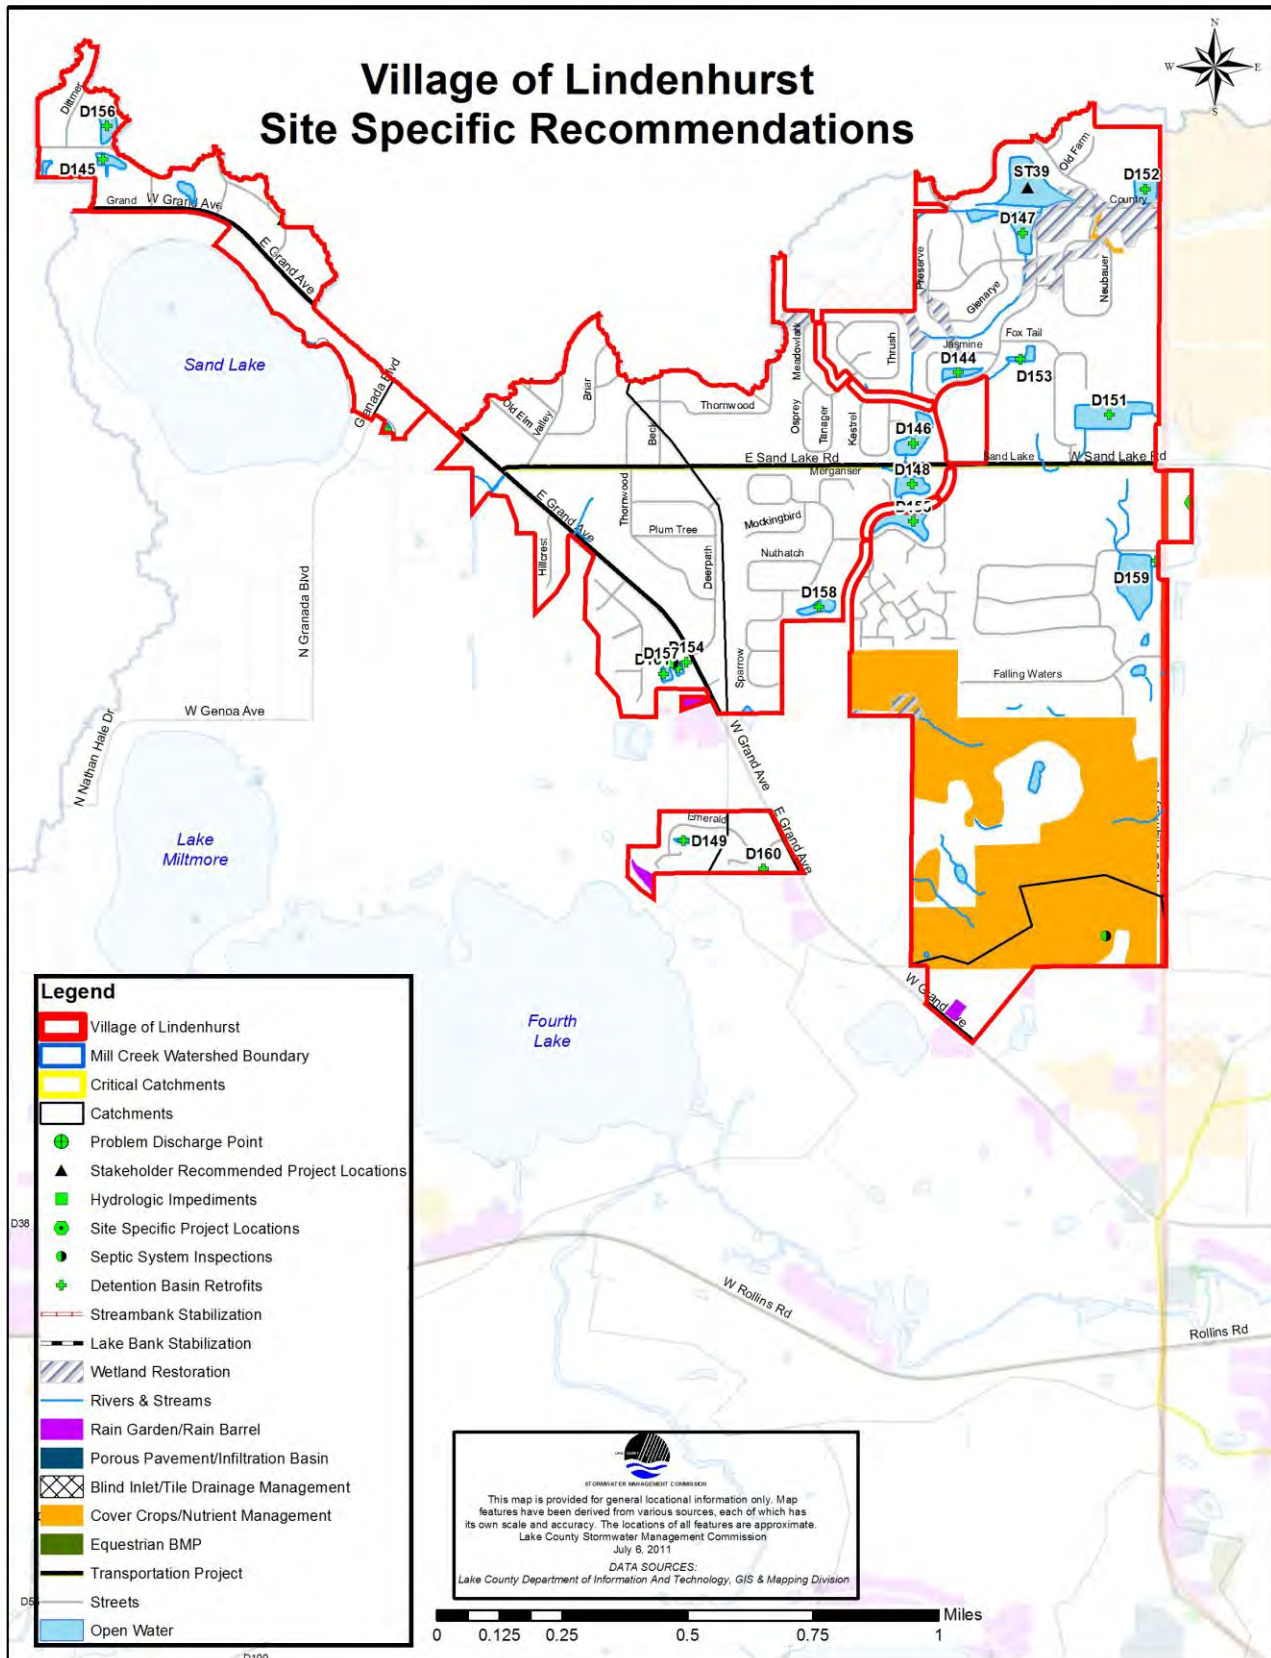 Village of Lindenhurst
Site Specific Recommendations
N
W
E
S
Dittmer
D156
D145
Grand
W Grand Ave
E Grand Ave
Sand Lake
Granada Blvd
N Granada Blvd
W Genoa Ave
N Nathan Hale Dr
Lake
Miltmore
Fourth
Lake
Old Elm
Valley
Briar
Beck
Thornwood
Meadowlark
Osprey
Tanager
Kestrel
Thrush
Old Farm
ST39
D152
Country
D147
Preserve
Glenarye
Neubauer
Fox Tail
Jasmine
D144
D153
D151
D146
E Sand Lake Rd
Sand Lake
W Sand Lake Rd
Merganser
D148
D155
E Grand Ave
Thornwood
Plum Tree
Mockingbird
Nuthatch
Deerpath
Hillcrest
D158
D159
D157
D154
Sparrow
Falling Waters
W Grand Ave
E Grand Ave
Emerald
D149
D160
W Grand Ave
W Rollins Rd
Rollins Rd
D38
Legend
Village of Lindenhurst
Mill Creek Watershed Boundary
Critical Catchments
Catchments
Problem Discharge Point
Stakeholder Recommended Project Locations
Hydrologic Impediments
Site Specific Project Locations
Septic System Inspections
Detention Basin Retrofits
Streambank Stabilization
Lake Bank Stabilization
Wetland Restoration
Rivers & Streams
Rain Garden/Rain Barrel
Porous Pavement/Infiltration Basin
Blind Inlet/Tile Drainage Management
Cover Crops/Nutrient Management
Equestrian BMP
Transportation Project
Streets
Open Water
STORMWATER MANAGEMENT COMMISSION
This map is provided for general locational information only. Map
features have been derived from various sources, each of which has
its own scale and accuracy. The locations of all features are approximate.
Lake County Stormwater Management Commission
July 6, 2011
DATA SOURCES:
Lake County Department of Information And Technology, GIS & Mapping Division
Miles
0 0.125 0.25 0.5 0.75 1